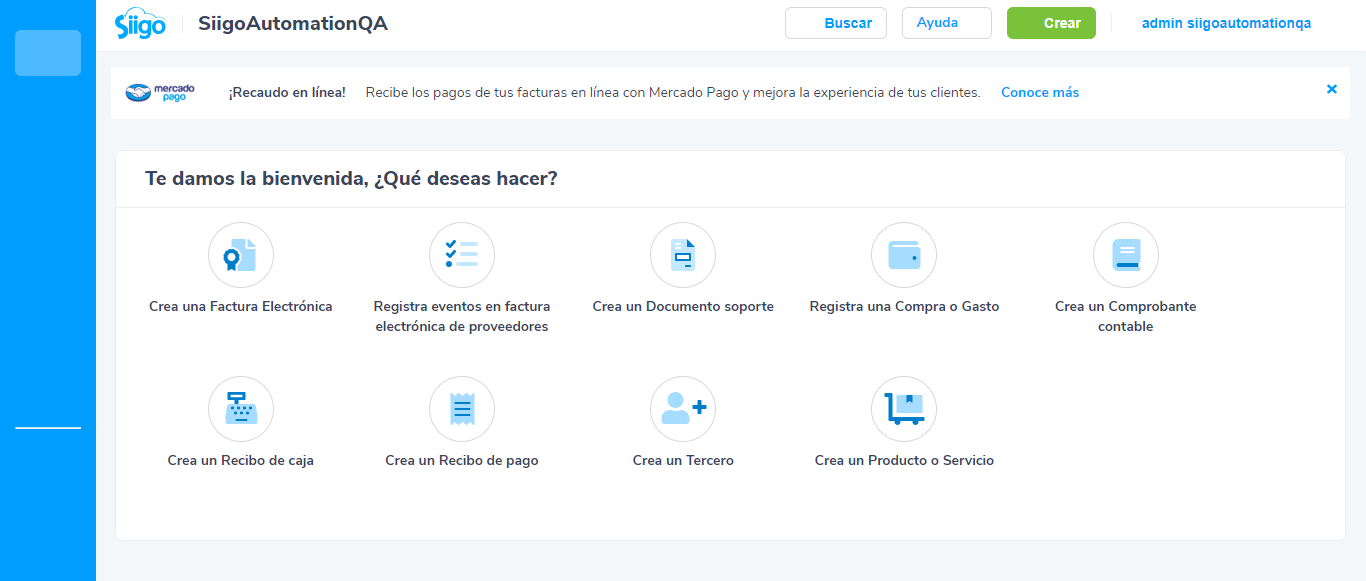 Siigo SiigoAutomationQA Buscar Ayuda Crear admin siigoautomationqa
mercado pago ¡Recaudo en línea! Recibe los pagos de tus facturas en línea con Mercado Pago y mejora la experiencia de tus clientes. Conoce más
Te damos la bienvenida, ¿Qué deseas hacer?
Crea una Factura Electrónica
Registra eventos en factura
electrónica de proveedores
Crea un Documento soporte
Registra una Compra o Gasto
Crea un Comprobante
contable
Crea un Recibo de caja
Crea un Recibo de pago
Crea un Tercero
Crea un Producto o Servicio